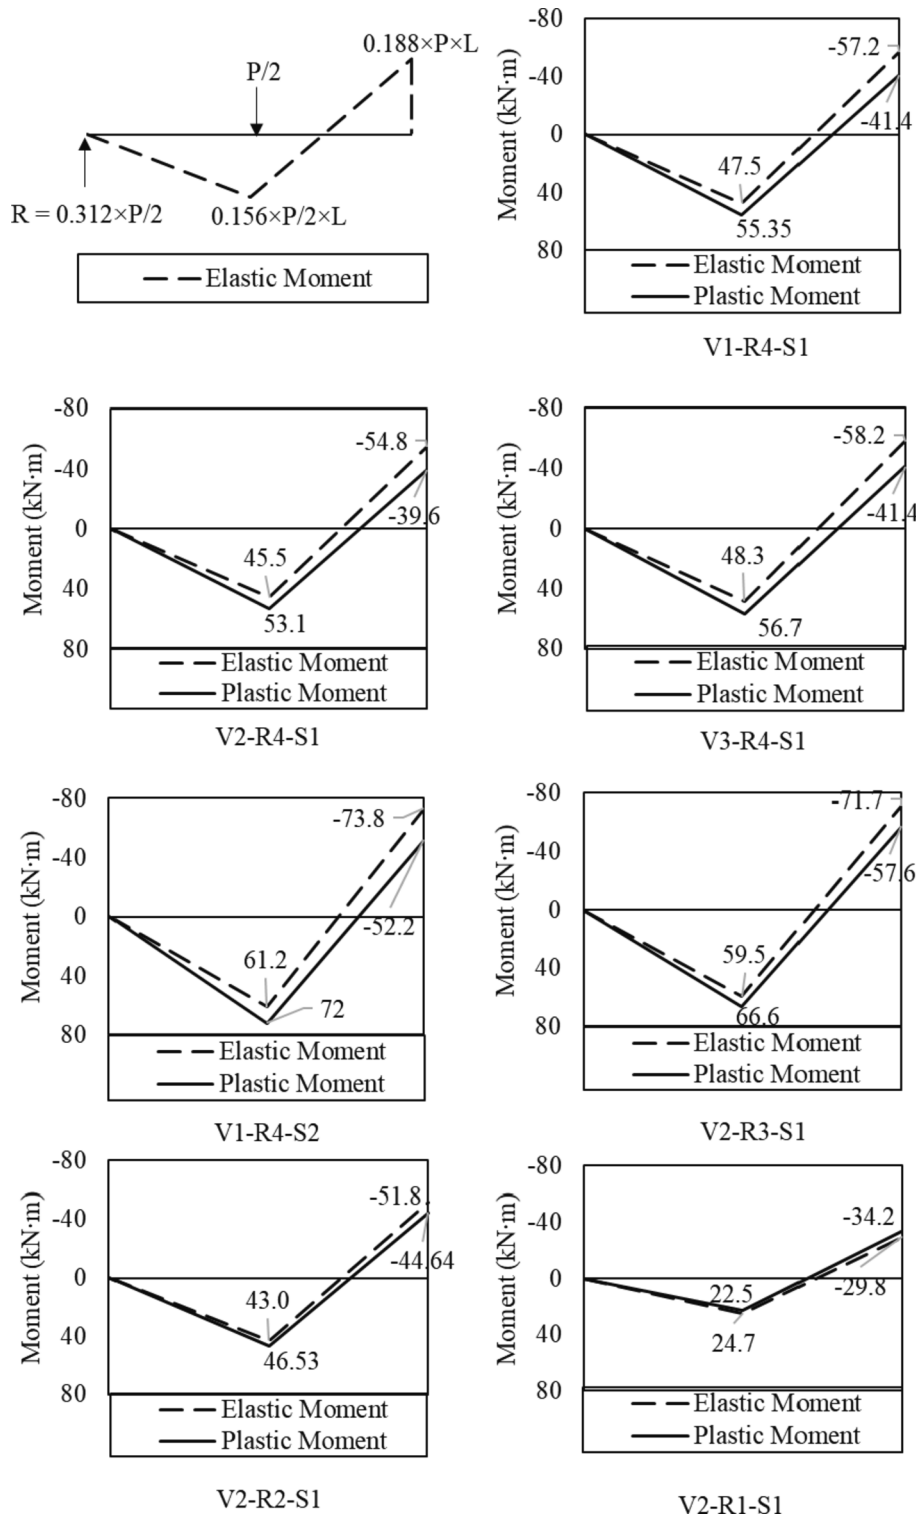 0.188×P×L
P/2
R = 0.312×P/2
0.156×P/2×L
Elastic Moment
Moment (kN·m)
-80
-40
0
40
80
-57.2
-41.4
47.5
55.35
Elastic Moment
Plastic Moment
V1-R4-S1
Moment (kN·m)
-80
-40
0
40
80
-54.8
-39.6
45.5
53.1
Elastic Moment
Plastic Moment
V2-R4-S1
Moment (kN·m)
-80
-40
0
40
80
-58.2
-41.4
48.3
56.7
Elastic Moment
Plastic Moment
V3-R4-S1
Moment (kN·m)
-80
-40
0
40
80
-73.8
-52.2
61.2
72
Elastic Moment
Plastic Moment
V1-R4-S2
Moment (kN·m)
-80
-40
0
40
80
-71.7
-57.6
59.5
66.6
Elastic Moment
Plastic Moment
V2-R3-S1
Moment (kN·m)
-80
-40
0
40
80
-51.8
-44.64
43.0
46.53
Elastic Moment
Plastic Moment
V2-R2-S1
Moment (kN·m)
-80
-40
0
40
80
-34.2
-29.8
22.5
24.7
Elastic Moment
Plastic Moment
V2-R1-S1